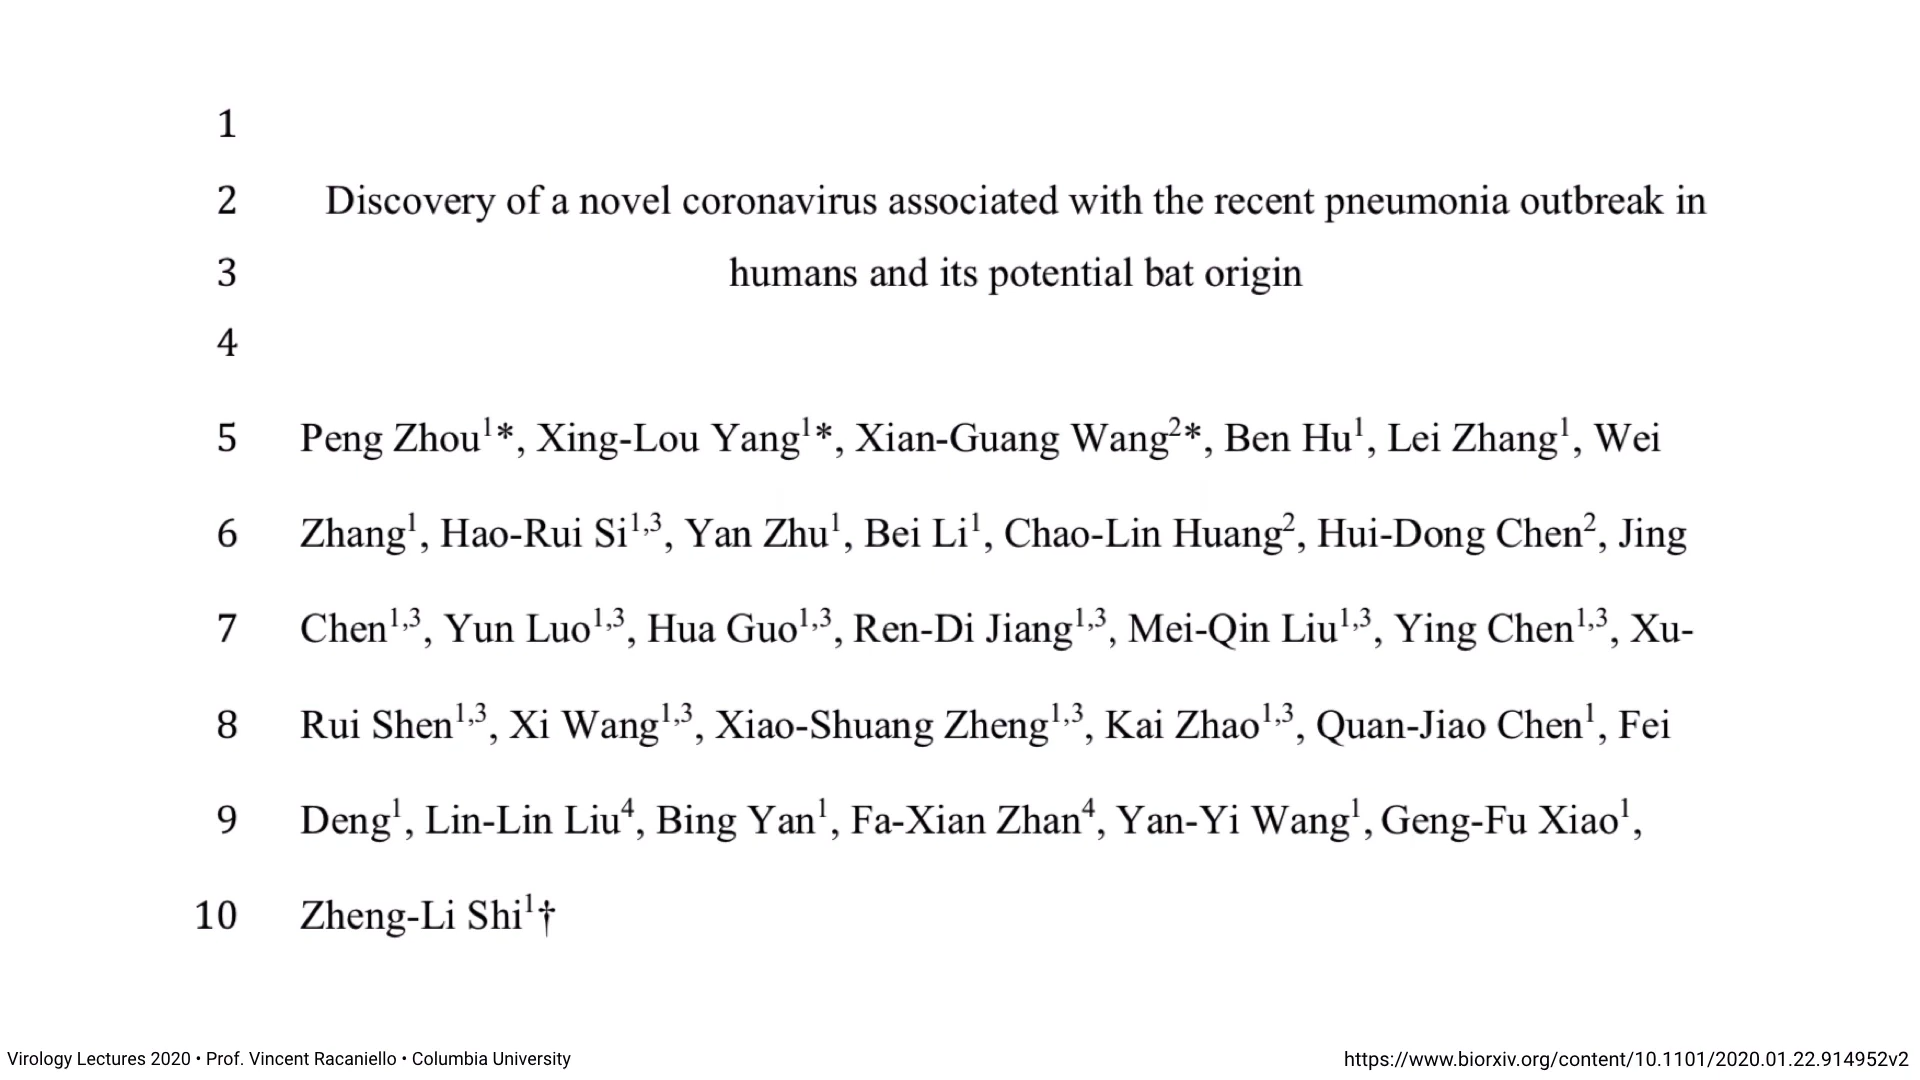 1
2 Discovery of a novel coronavirus associated with the recent pneumonia outbreak in
3 humans and its potential bat origin
4
5 Peng Zhou¹*, Xing-Lou Yang¹*, Xian-Guang Wang²*, Ben Hu¹, Lei Zhang¹, Wei
6 Zhang¹, Hao-Rui Si¹,³, Yan Zhu¹, Bei Li¹, Chao-Lin Huang², Hui-Dong Chen², Jing
7 Chen¹,³, Yun Luo¹,³, Hua Guo¹,³, Ren-Di Jiang¹,³, Mei-Qin Liu¹,³, Ying Chen¹,³, Xu-
8 Rui Shen¹,³, Xi Wang¹,³, Xiao-Shuang Zheng¹,³, Kai Zhao¹,³, Quan-Jiao Chen¹, Fei
9 Deng¹, Lin-Lin Liu⁴, Bing Yan¹, Fa-Xian Zhan⁴, Yan-Yi Wang¹, Geng-Fu Xiao¹,
10 Zheng-Li Shi¹†
Virology Lectures 2020 • Prof. Vincent Racaniello • Columbia University
https://www.biorxiv.org/content/10.1101/2020.01.22.914952v2